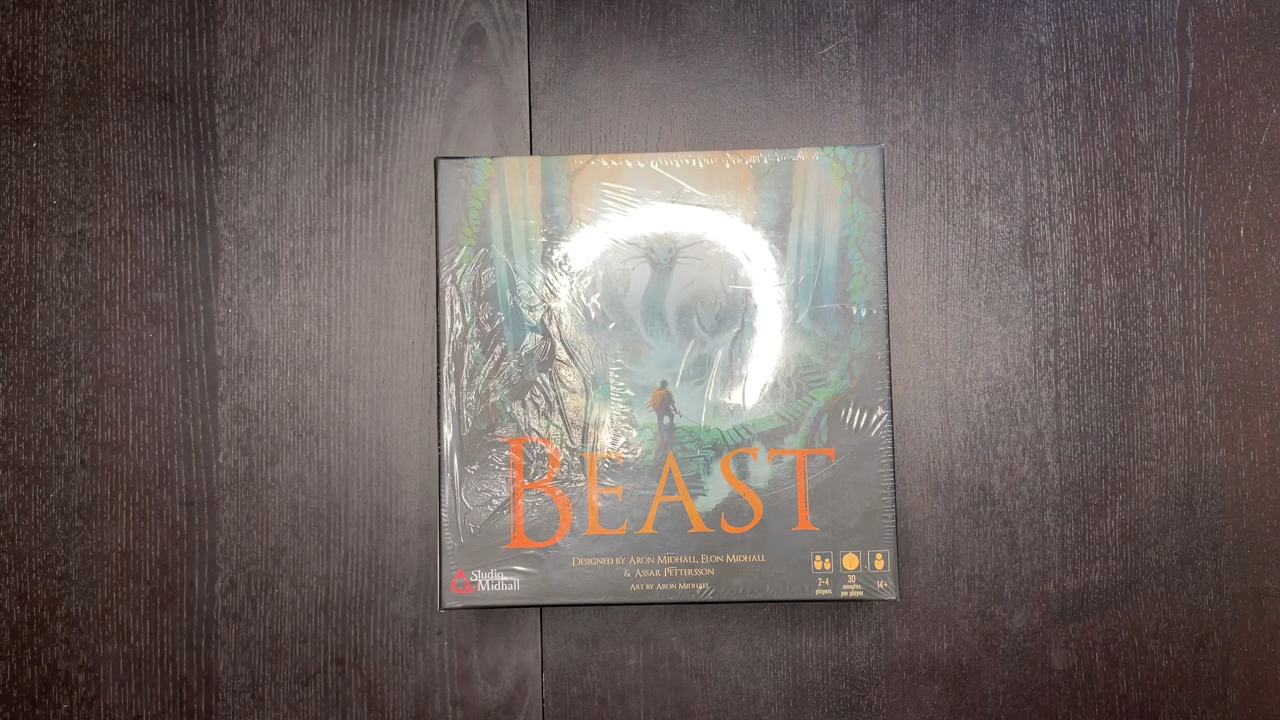 BEAST
DESIGNED BY ARON MIDHALL, ELON MIDHALL
& ASSAR PETTERSSON
ART BY ARON MIDHALL
Studio
Midhall
2-4
players
30
minutes
per player
14+